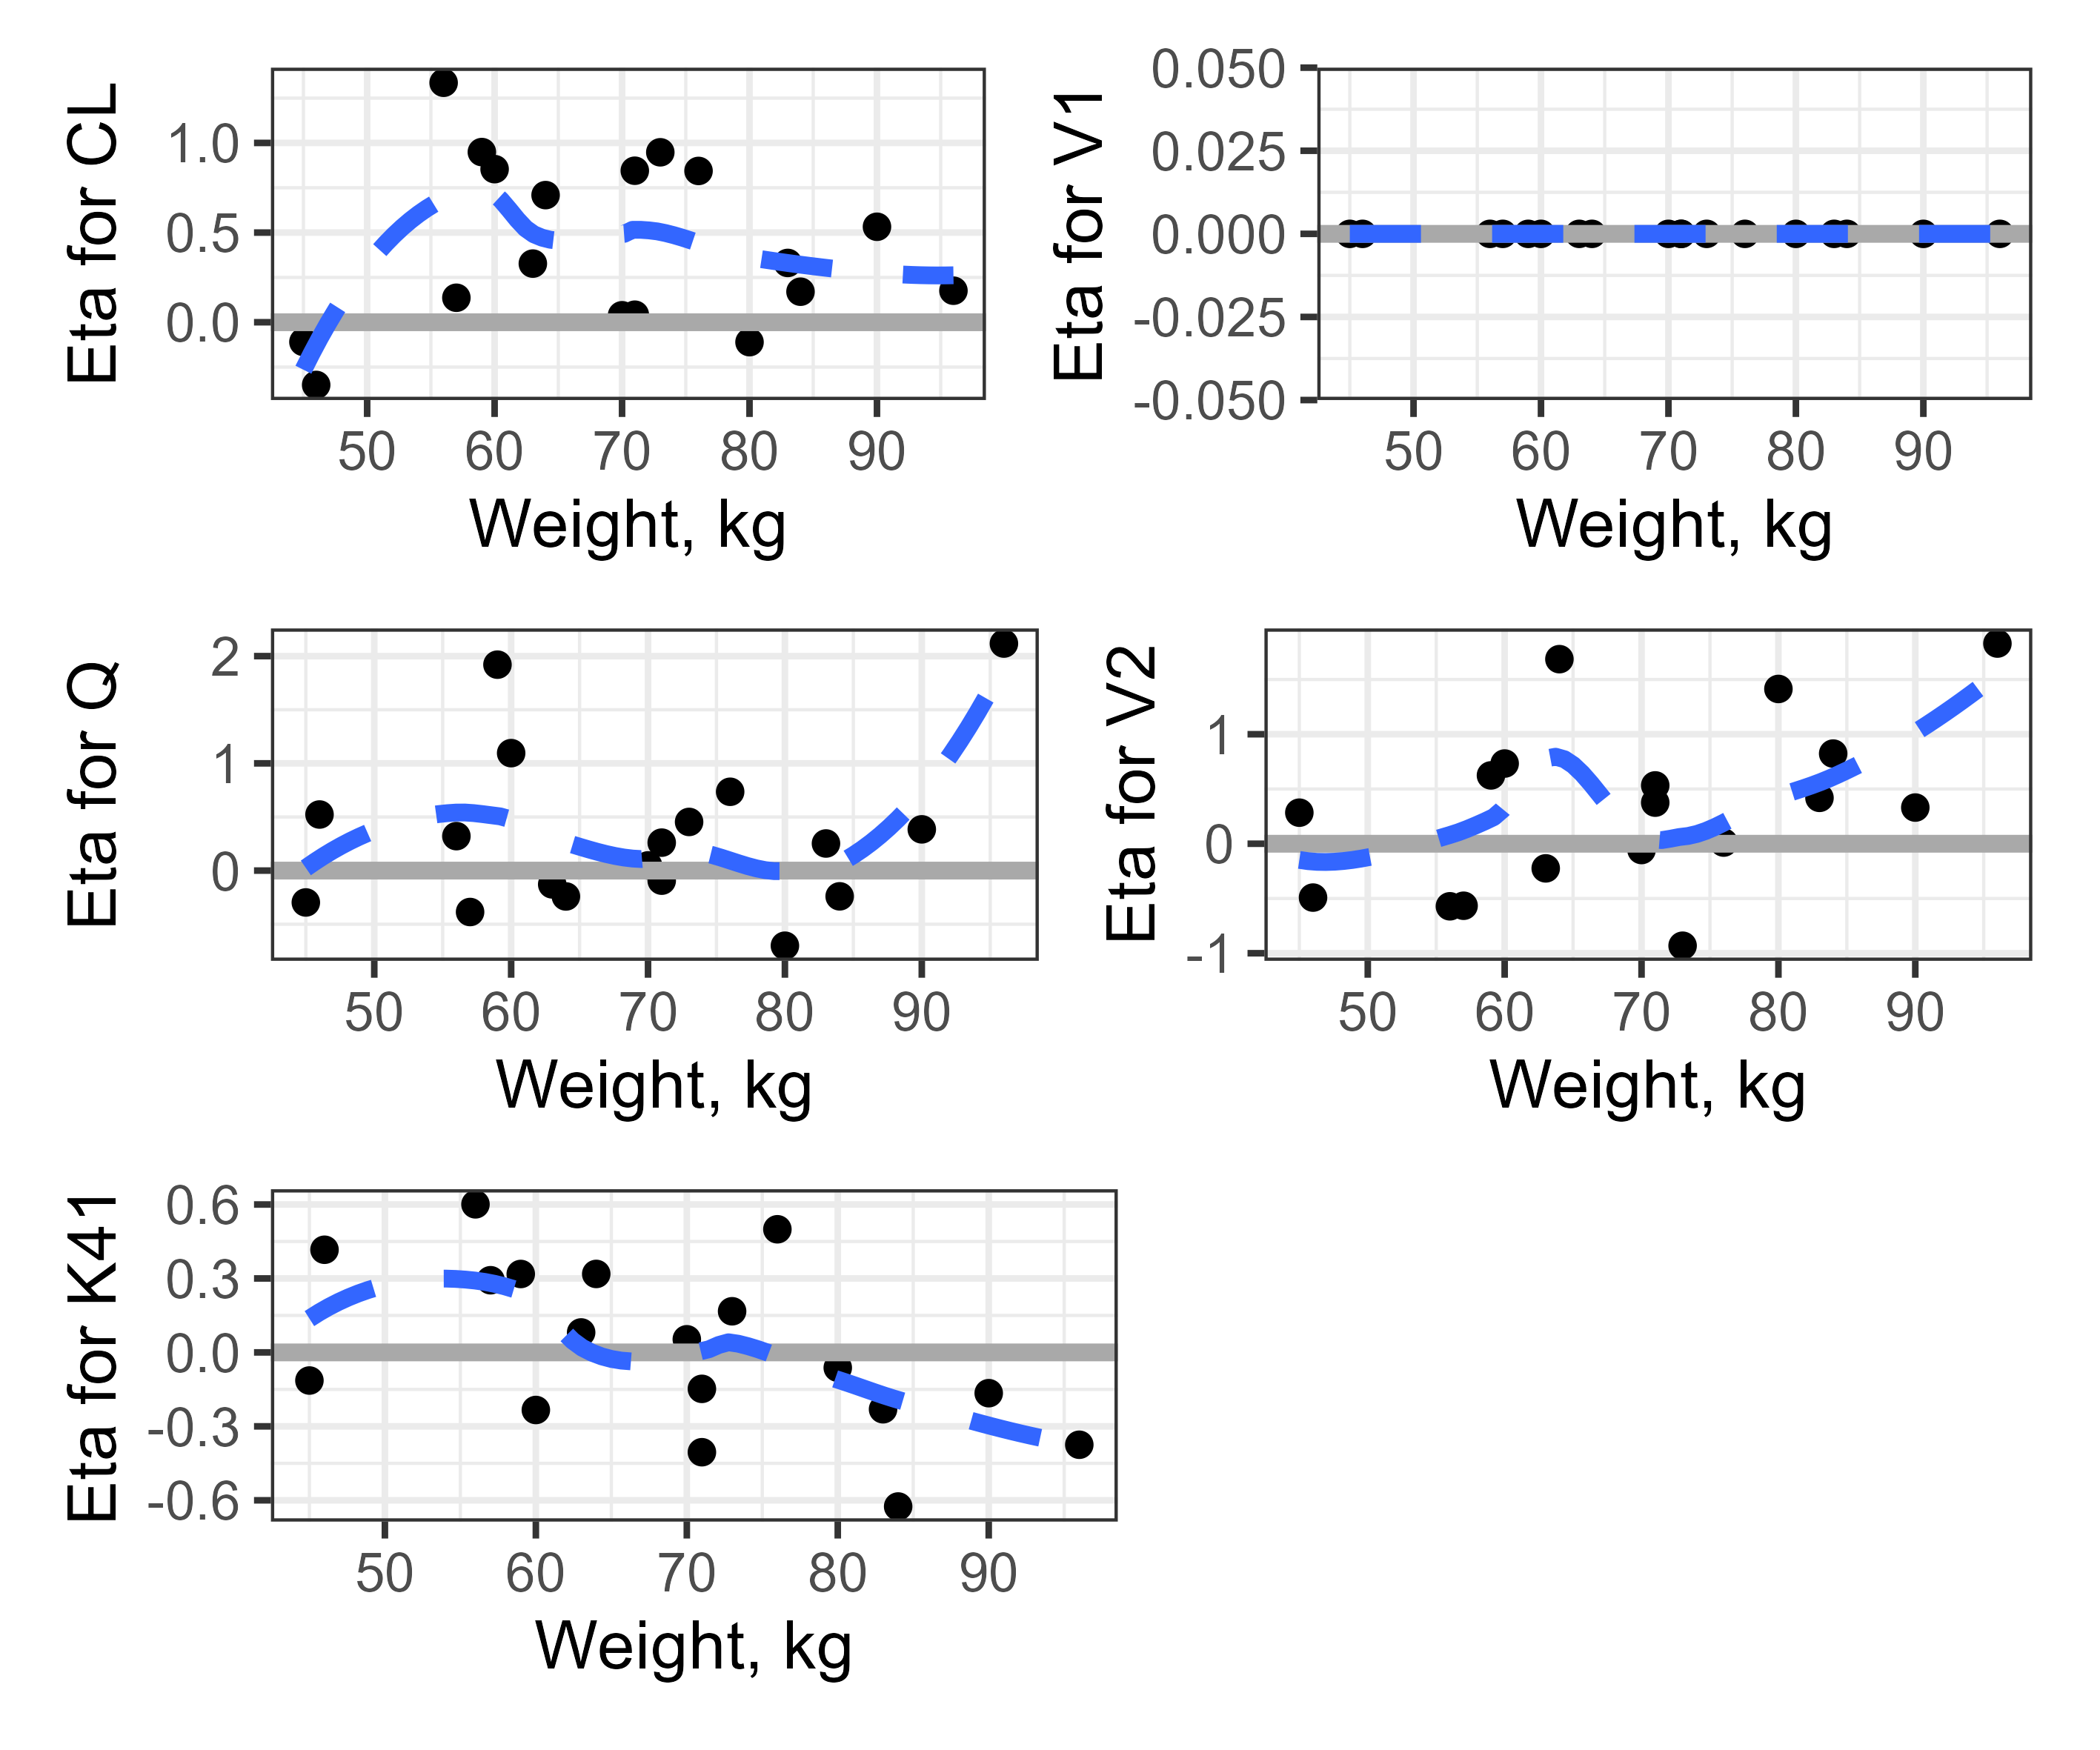 Eta for CL
1.0
0.5
0.0
50 60 70 80 90
Weight, kg
Eta for V1
0.050
0.025
0.000
-0.025
-0.050
50 60 70 80 90
Weight, kg
Eta for Q
2
1
0
50 60 70 80 90
Weight, kg
Eta for V2
1
0
-1
50 60 70 80 90
Weight, kg
Eta for K41
0.6
0.3
0.0
-0.3
-0.6
50 60 70 80 90
Weight, kg